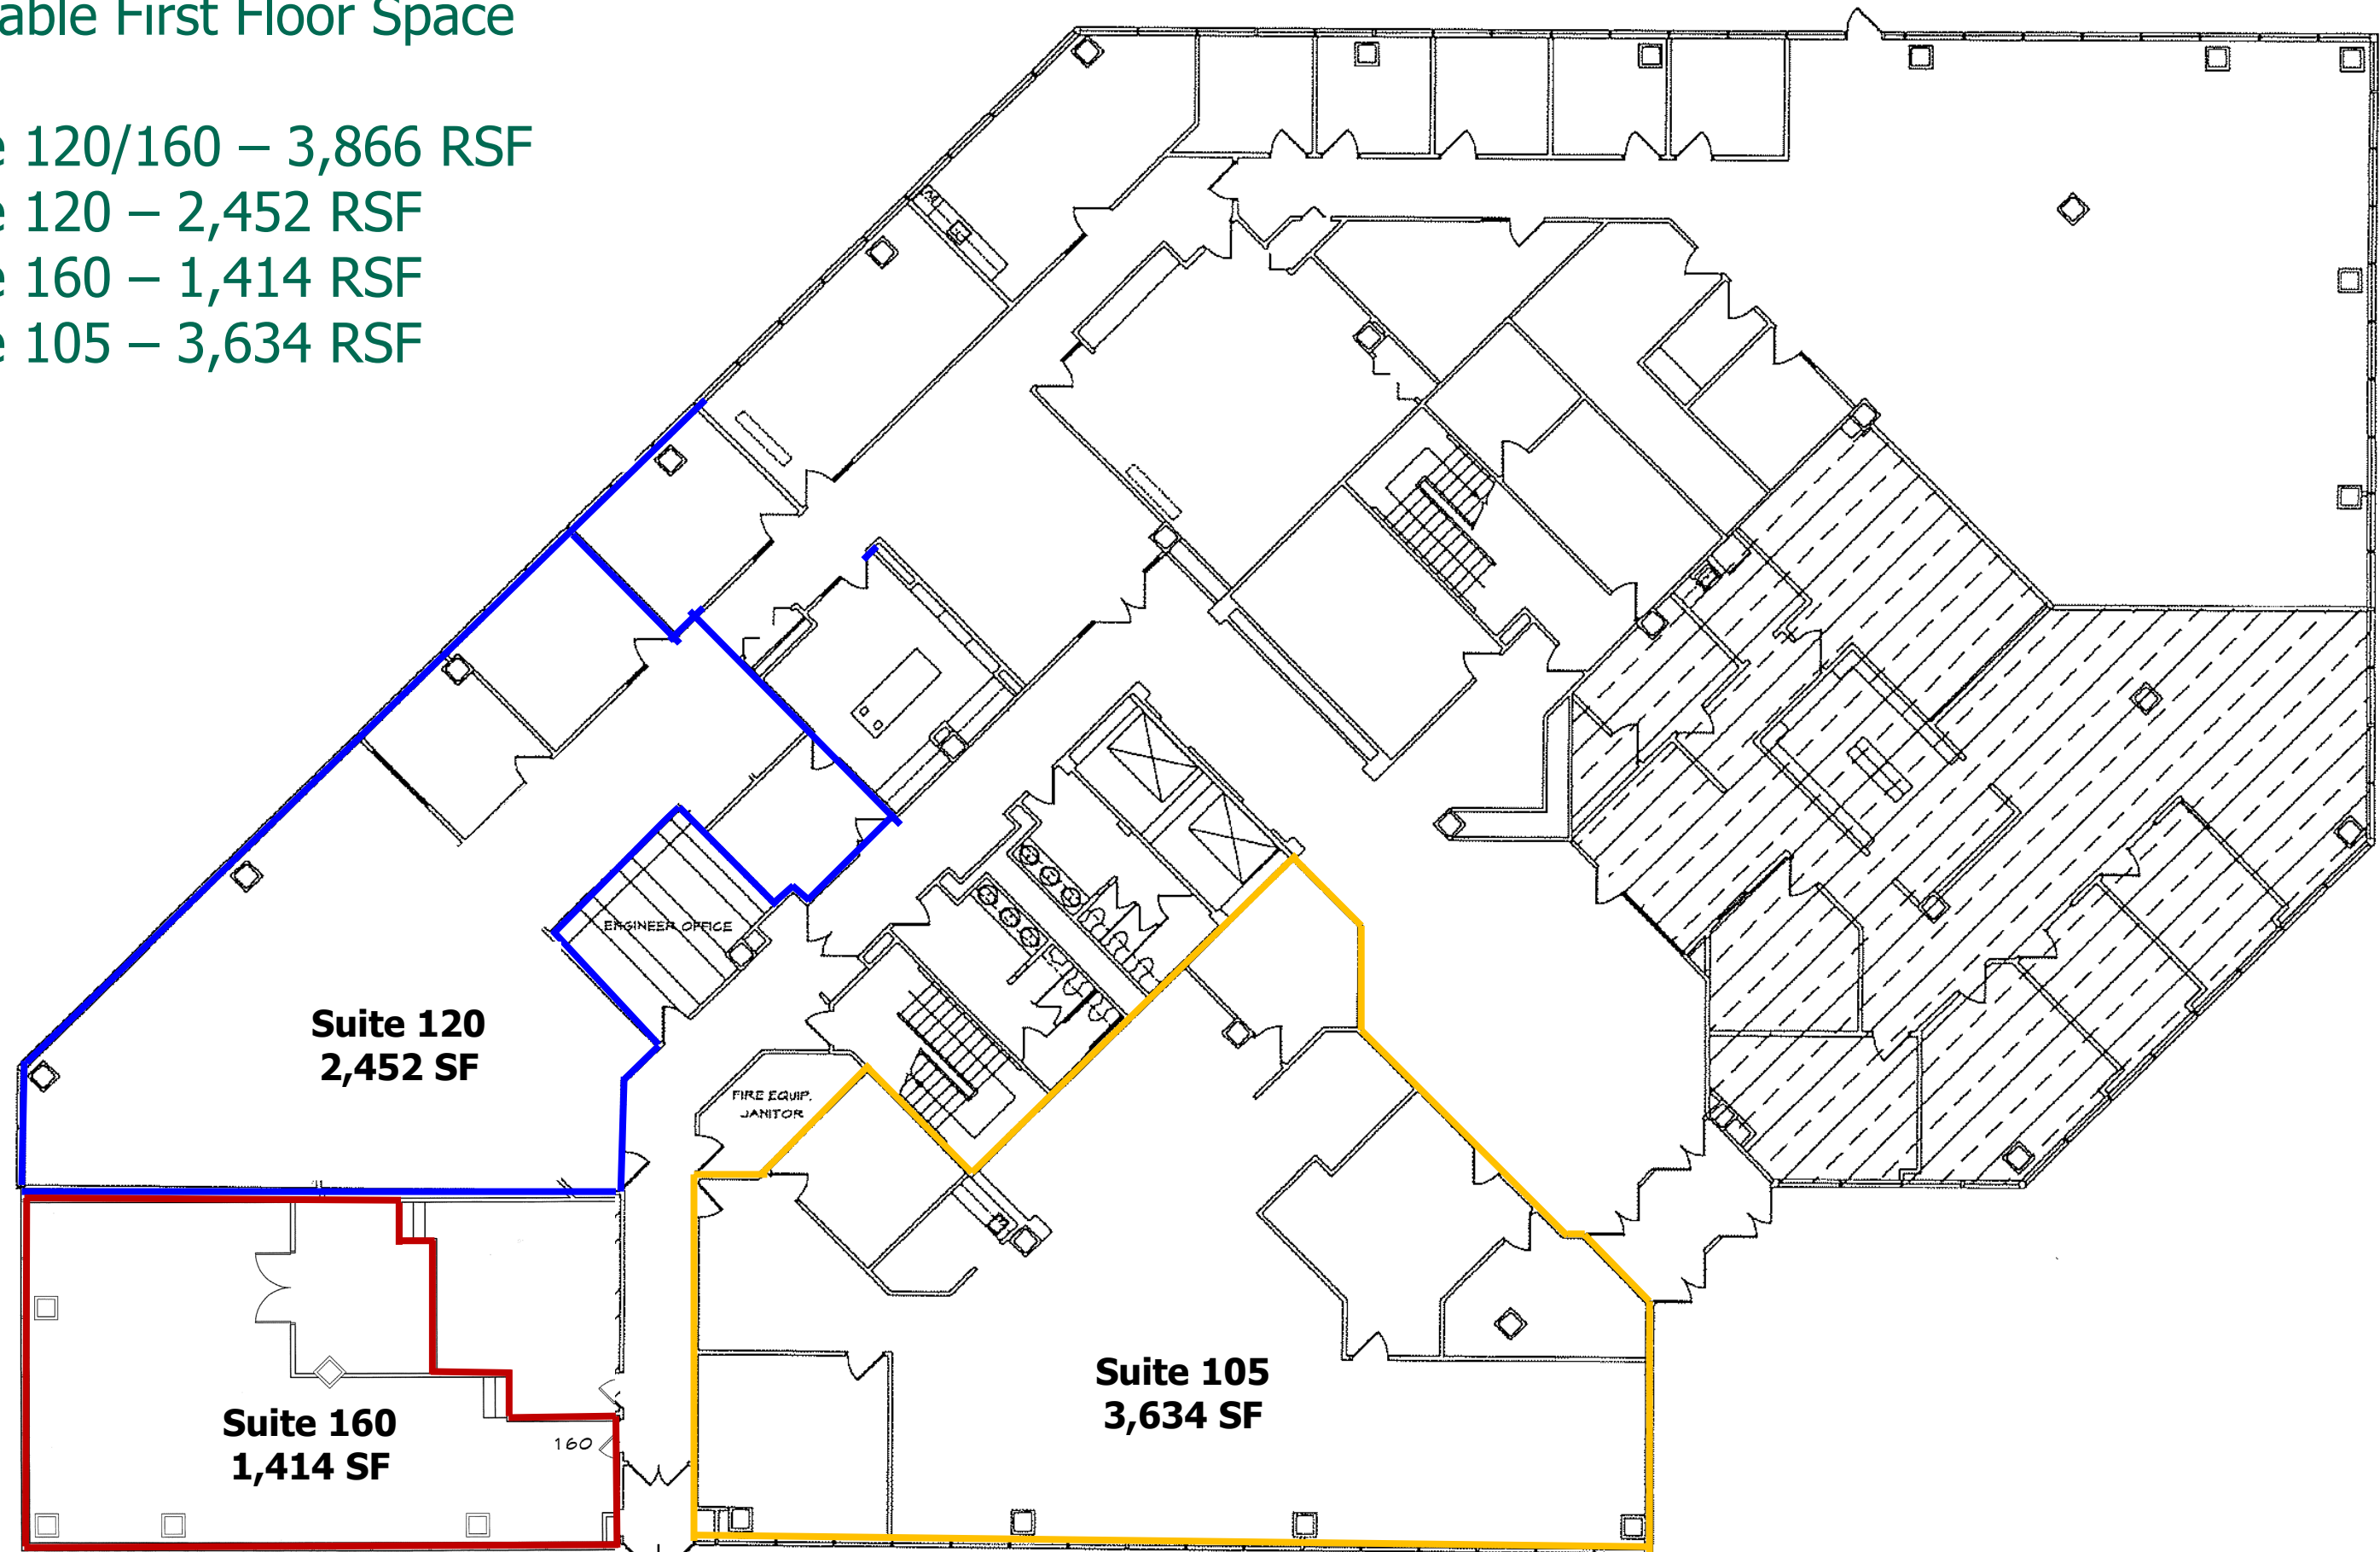 able First Floor Space
e 120/160 – 3,866 RSF
e 120 – 2,452 RSF
e 160 – 1,414 RSF
e 105 – 3,634 RSF
ENGINEER OFFICE
Suite 120
2,452 SF
FIRE EQUIP.
JANITOR
Suite 105
3,634 SF
Suite 160
1,414 SF
160